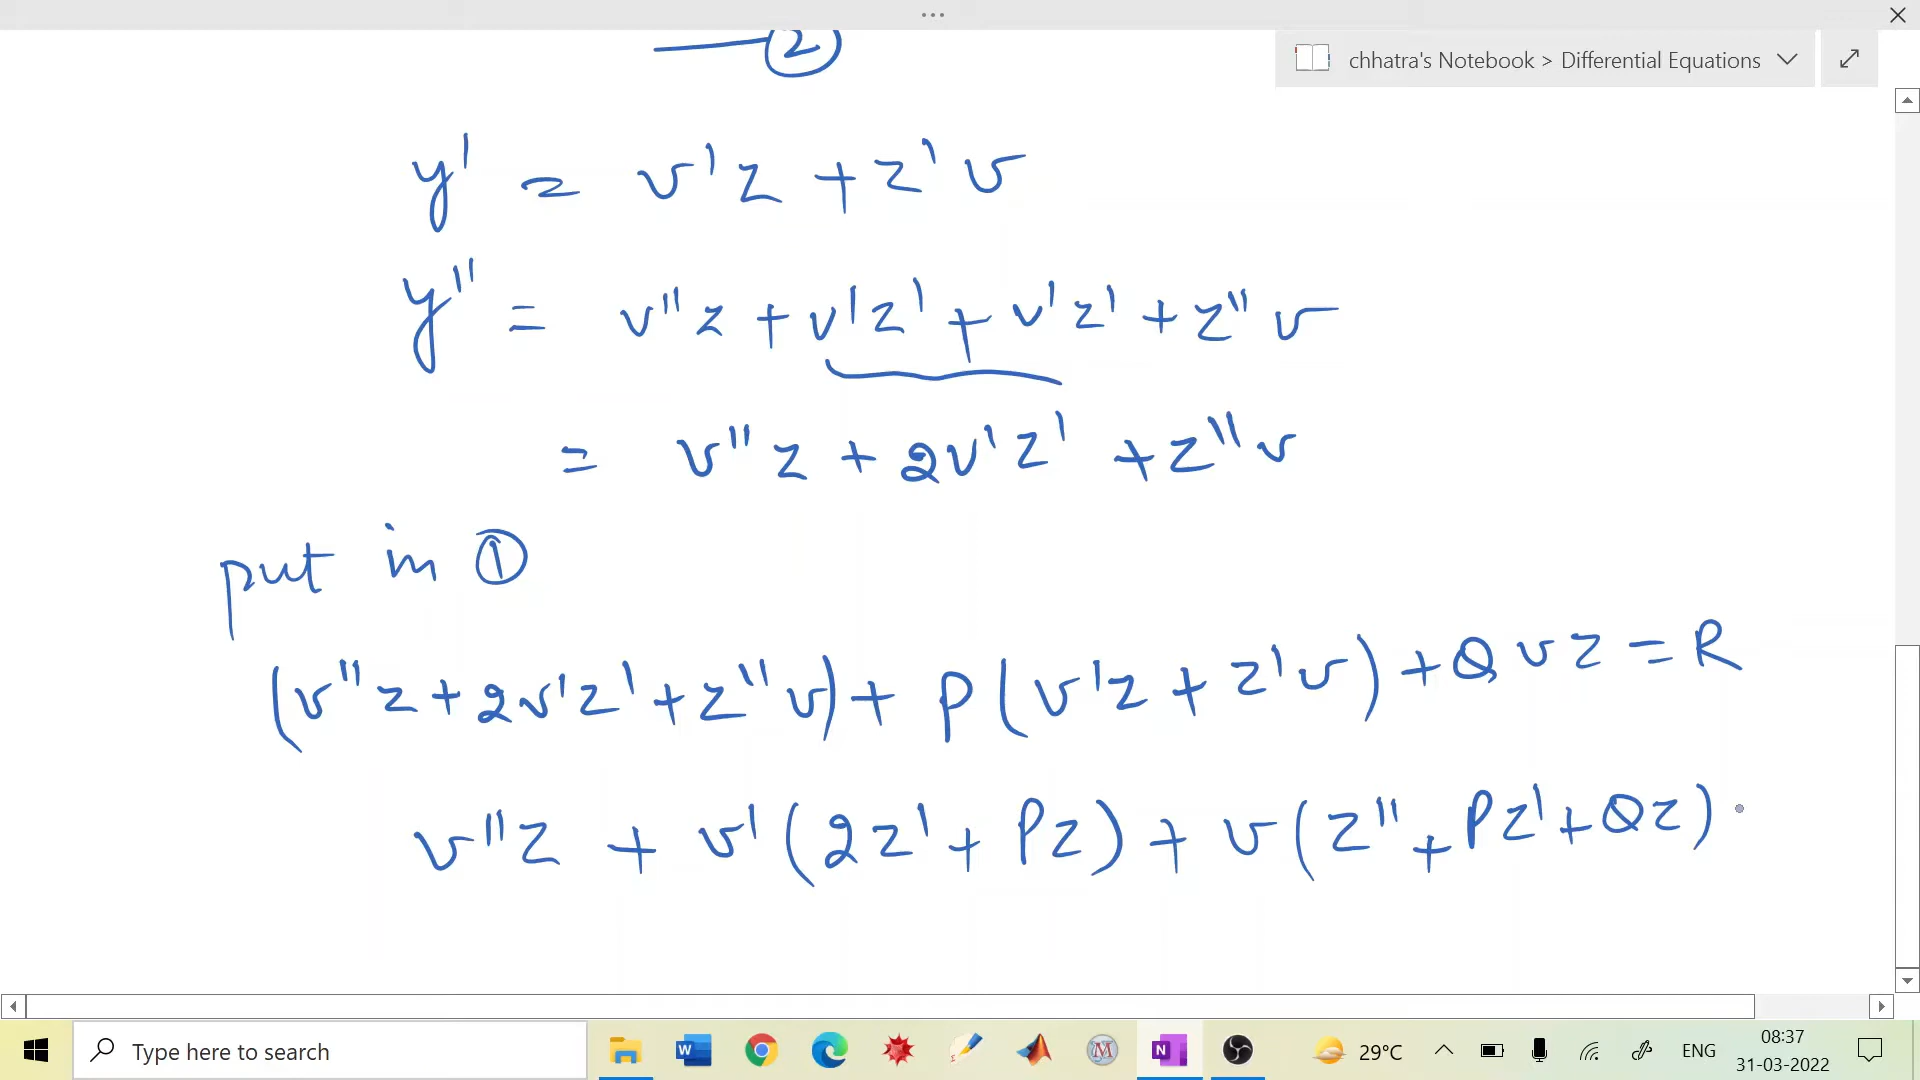 ②
chhatra's Notebook > Differential Equations
y' = v'z + z'v
y'' = v''z + v'z' + v'z' + z''v
= v''z + 2v'z' + z''v
put in ①
(v''z + 2v'z' + z''v) + P(v'z + z'v) + Qvz = R
v''z + v'(2z' + Pz) + v(z'' + Pz' + Qz)
Type here to search
29°C
ENG
08:37
31-03-2022